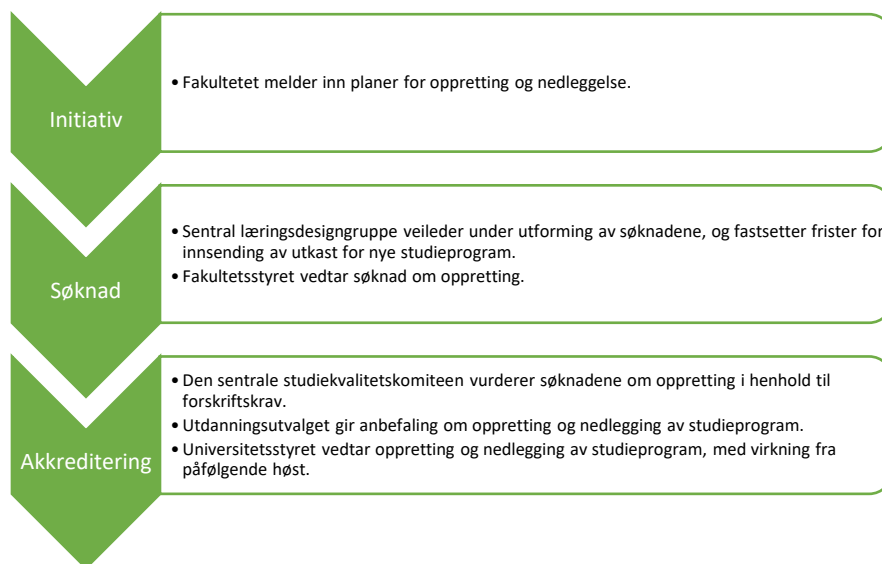 Initiativ
• Fakultetet melder inn planer for oppretting og nedleggelse.
Søknad
• Sentral læringsdesigngruppe veileder under utforming av søknadene, og fastsetter frister for
innsending av utkast for nye studieprogram.
• Fakultetsstyret vedtar søknad om oppretting.
Akkreditering
• Den sentrale studiekvalitetskomiteen vurderer søknadene om oppretting i henhold til
forskriftskrav.
• Utdanningsutvalget gir anbefaling om oppretting og nedlegging av studieprogram.
• Universitetsstyret vedtar oppretting og nedlegging av studieprogram, med virkning fra
påfølgende høst.